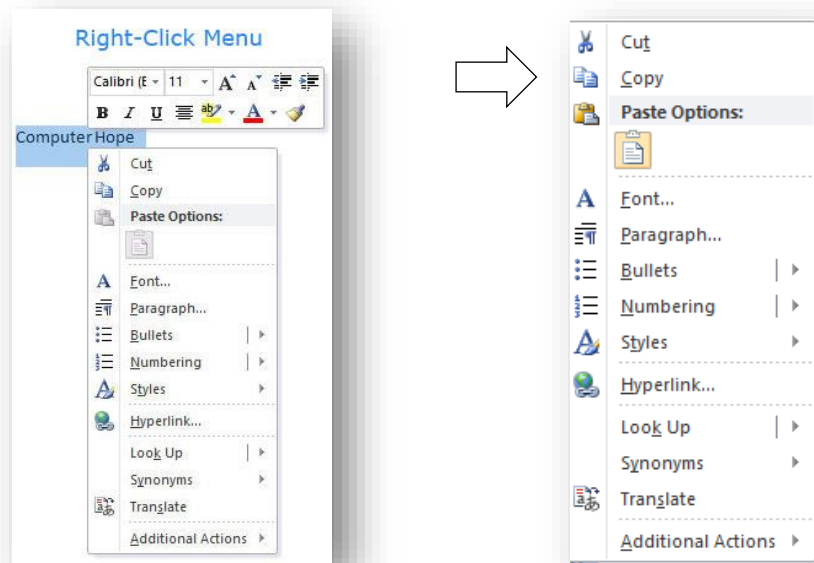 Right-Click Menu
Calibri (E 11 A A
B I U ab A
Computer Hope
Cut
Copy
Paste Options:
A Font...
Paragraph...
Bullets
Numbering
Styles
Hyperlink...
Look Up
Synonyms
Translate
Additional Actions
Cut
Copy
Paste Options:
A Font...
Paragraph...
Bullets
Numbering
Styles
Hyperlink...
Look Up
Synonyms
Translate
Additional Actions